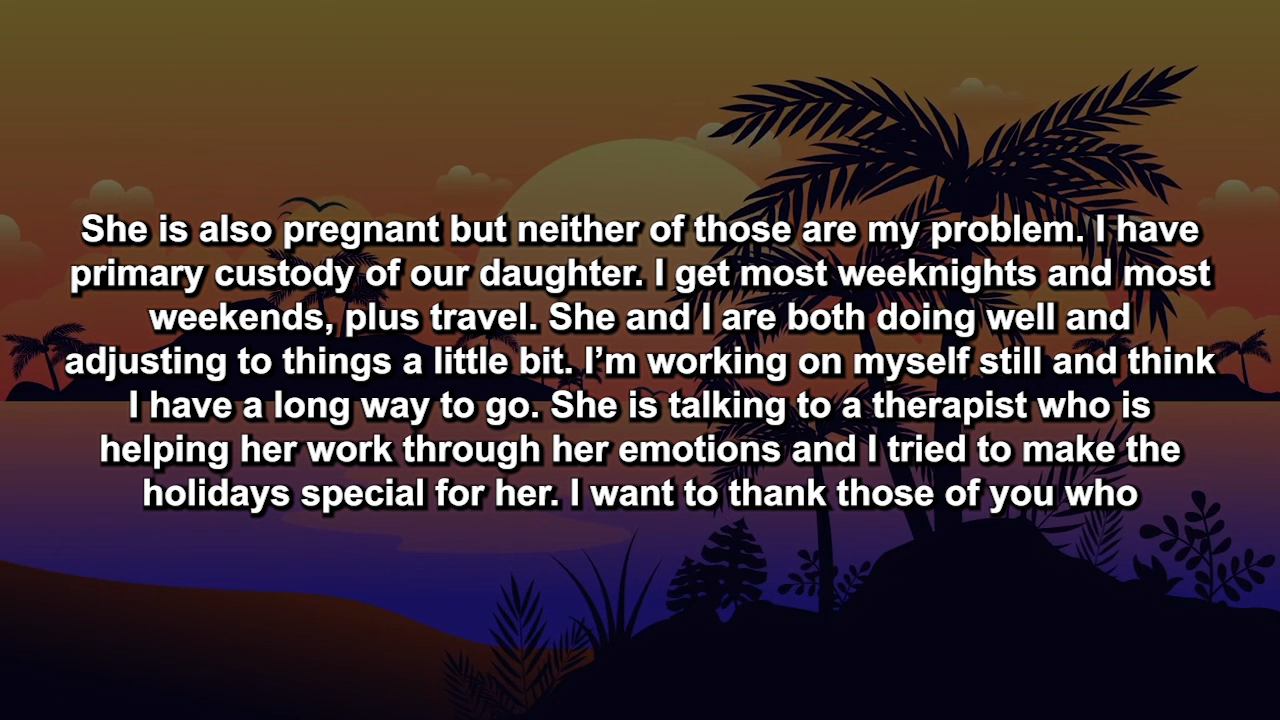 She is also pregnant but neither of those are my problem. I have
primary custody of our daughter. I get most weeknights and most
weekends, plus travel. She and I are both doing well and
adjusting to things a little bit. I’m working on myself still and think
I have a long way to go. She is talking to a therapist who is
helping her work through her emotions and I tried to make the
holidays special for her. I want to thank those of you who